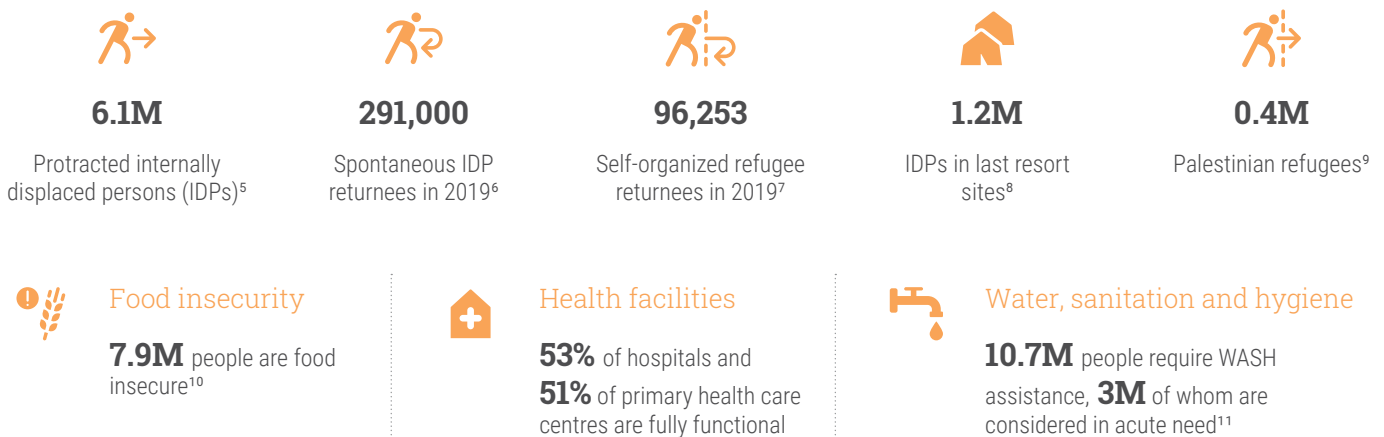 6.1M
Protracted internally
displaced persons (IDPs)⁵
291,000
Spontaneous IDP
returnees in 2019⁶
96,253
Self-organized refugee
returnees in 2019⁷
1.2M
IDPs in last resort
sites⁸
0.4M
Palestinian refugees⁹
Food insecurity
7.9M people are food
insecure¹⁰
Health facilities
53% of hospitals and
51% of primary health care
centres are fully functional
Water, sanitation and hygiene
10.7M people require WASH
assistance, 3M of whom are
considered in acute need¹¹